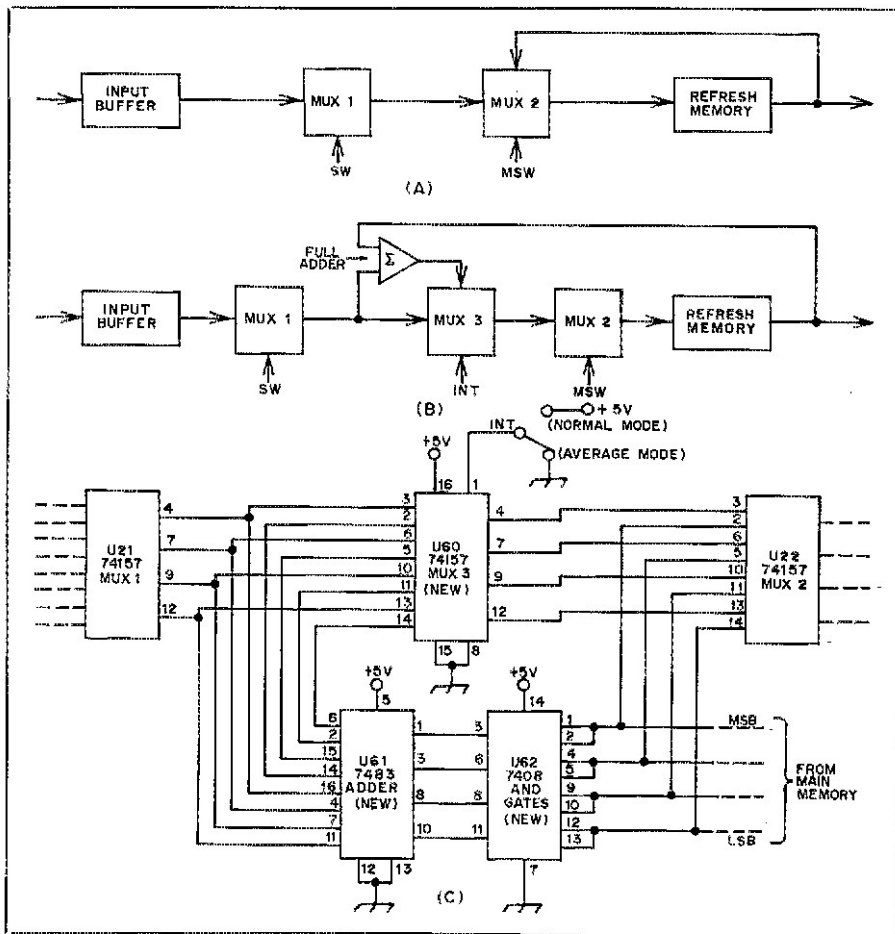 INPUT
BUFFER
MUX 1
SW
MUX 2
MSW
REFRESH
MEMORY
(A)
FULL
ADDER
Σ
INPUT
BUFFER
MUX 1
SW
MUX 3
INT
MUX 2
MSW
REFRESH
MEMORY
(B)
+5V
(NORMAL MODE)
INT
(AVERAGE MODE)
+5V
16
1
U21
74157
MUX 1
4
7
9
12
3
2
6
5
10
11
13
14
U60
74157
MUX 3
(NEW)
4
7
9
12
15
8
3
2
6
5
10
11
13
14
U22
74157
MUX 2
+5V
5
6
2
15
14
16
4
7
11
U61
7483
ADDER
(NEW)
1
3
8
10
12
13
+5V
14
3
6
8
11
U62
7408
AND
GATES
(NEW)
1
2
4
5
9
10
12
13
7
MSB
LSB
FROM
MAIN
MEMORY
(C)